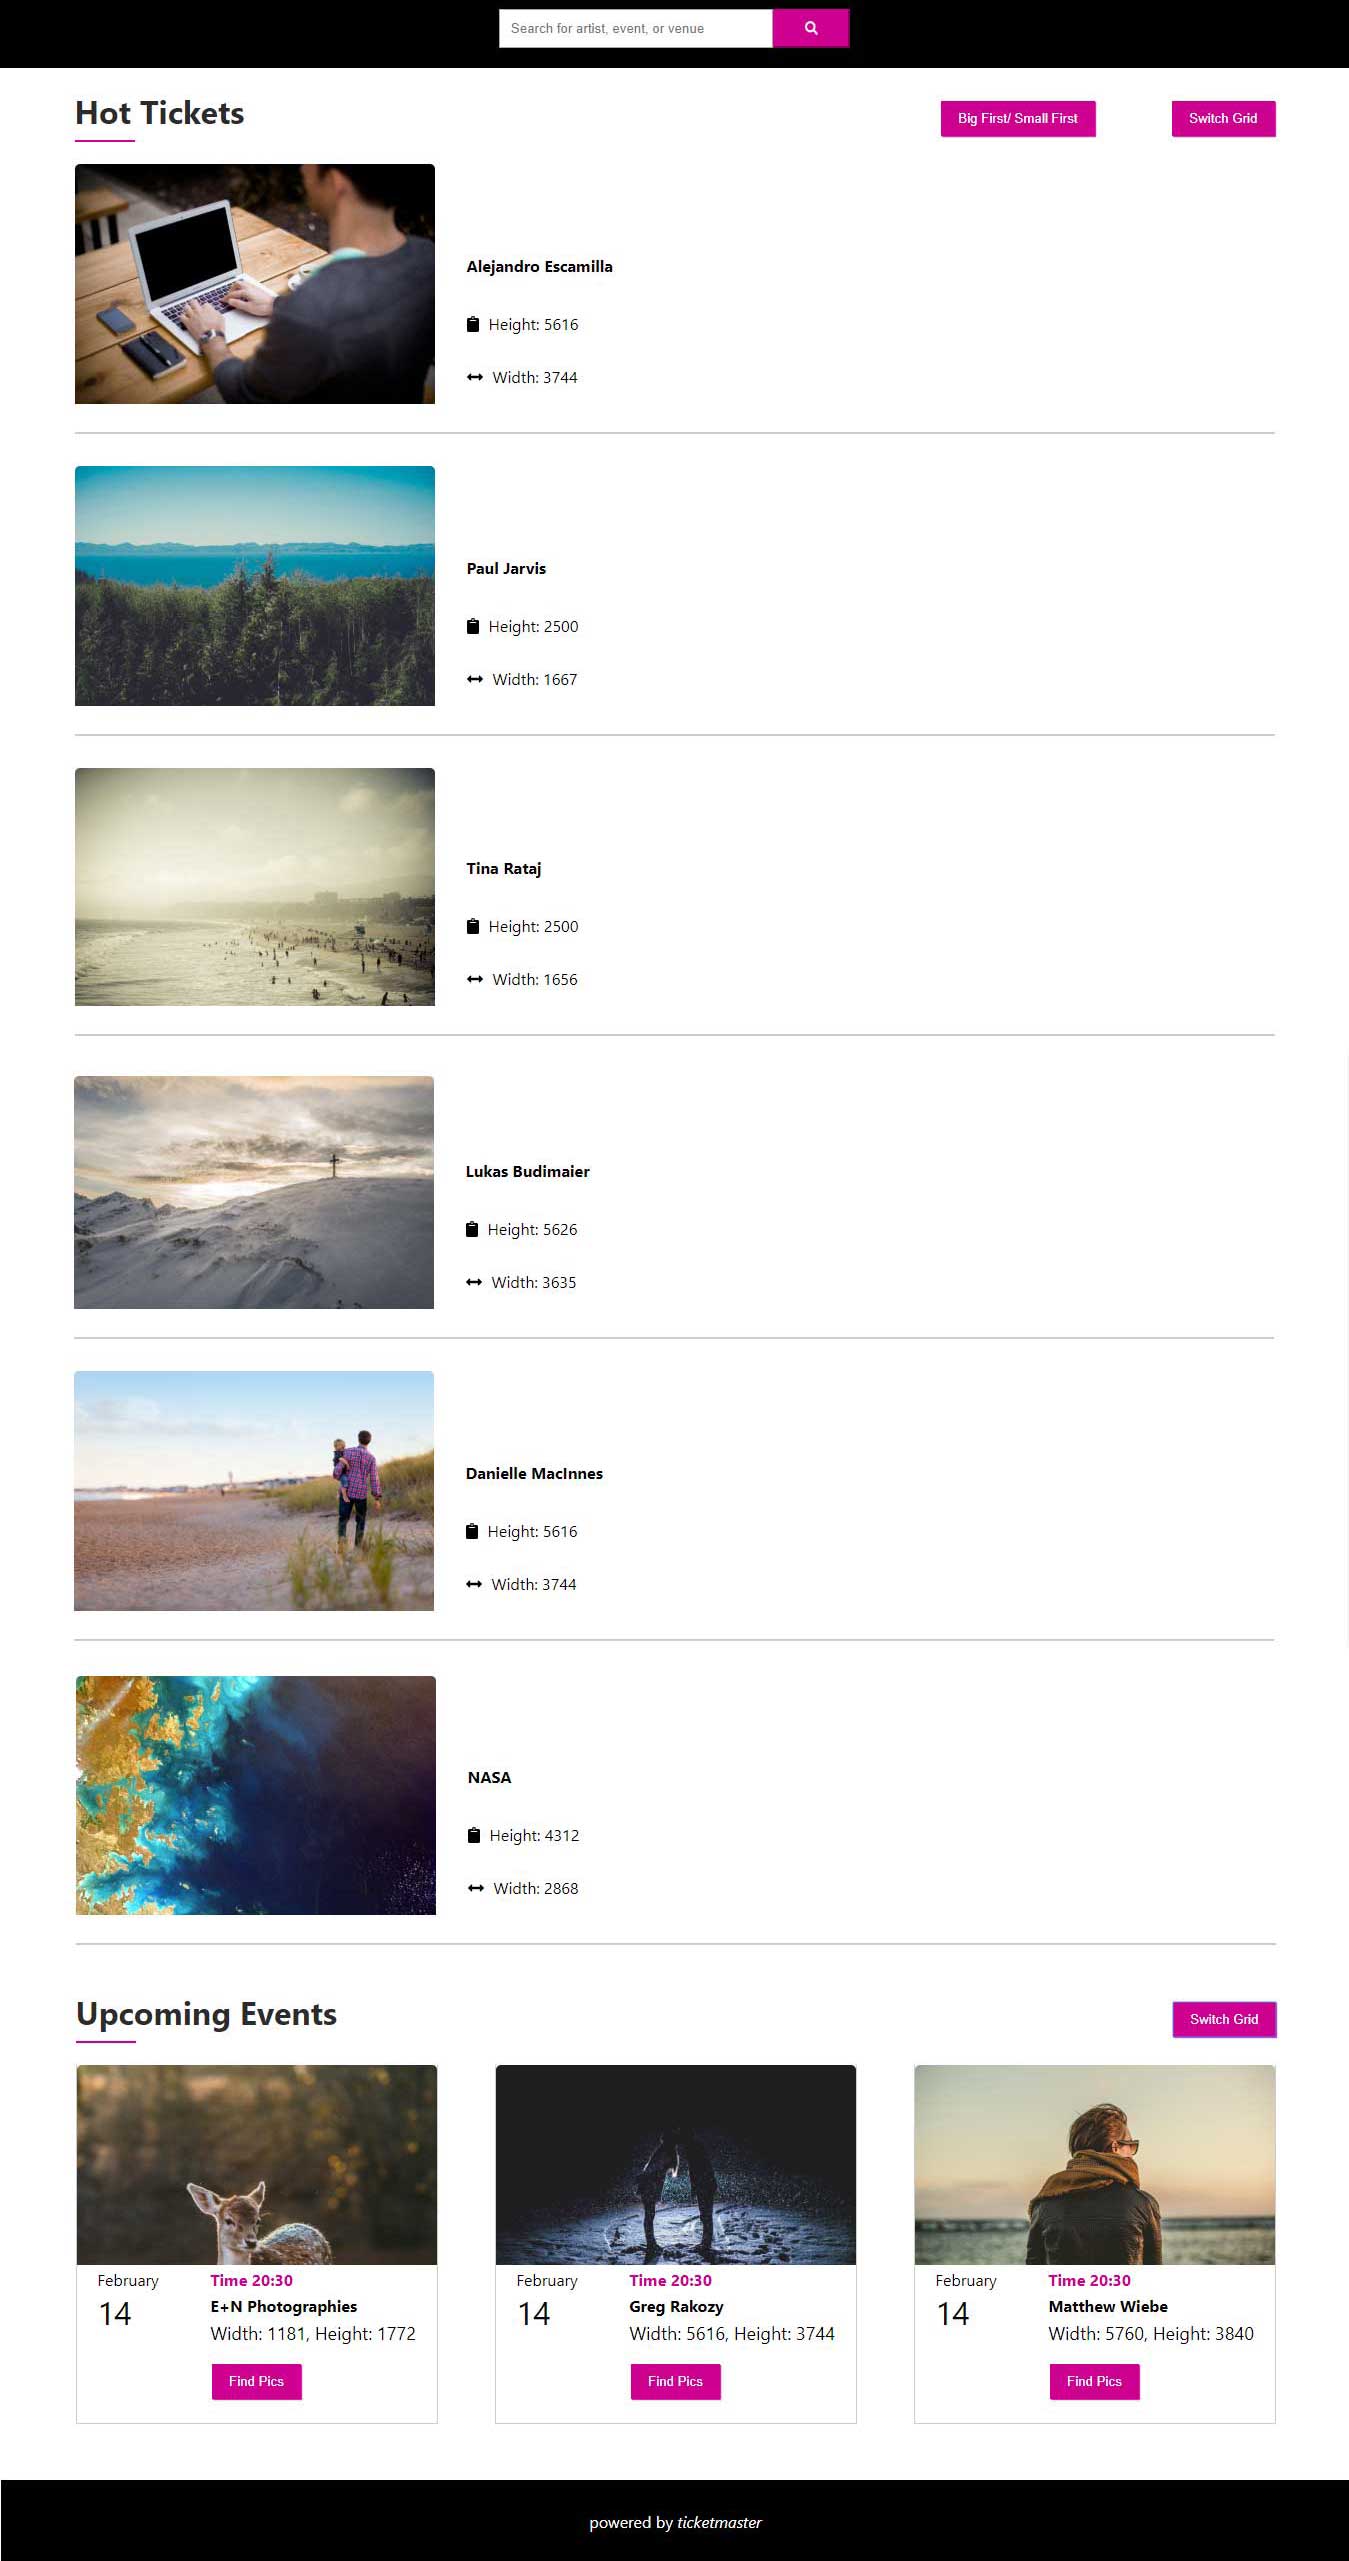 Search for artist, event, or venue
Hot Tickets
Big First/ Small First
Switch Grid
Alejandro Escamilla
Height: 5616
Width: 3744
Paul Jarvis
Height: 2500
Width: 1667
Tina Rataj
Height: 2500
Width: 1656
Lukas Budimaier
Height: 5626
Width: 3635
Danielle MacInnes
Height: 5616
Width: 3744
NASA
Height: 4312
Width: 2868
Upcoming Events
Switch Grid
February
14
Time 20:30
E+N Photographies
Width: 1181, Height: 1772
Find Pics
February
14
Time 20:30
Greg Rakozy
Width: 5616, Height: 3744
Find Pics
February
14
Time 20:30
Matthew Wiebe
Width: 5760, Height: 3840
Find Pics
powered by ticketmaster